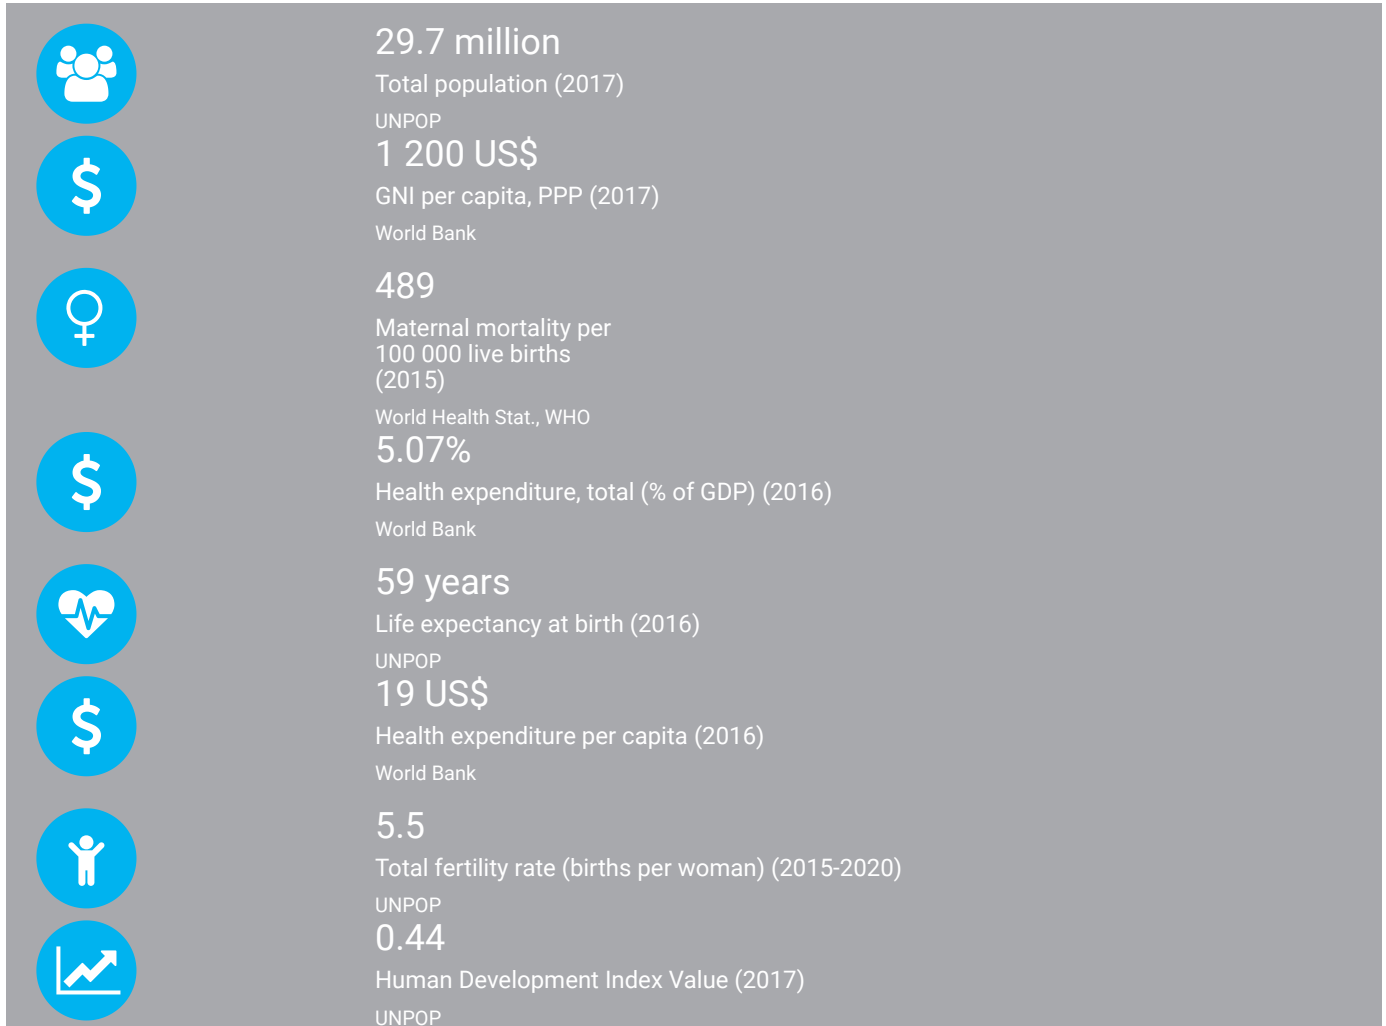 29.7 million
Total population (2017)
UNPOP
1 200 US$
GNI per capita, PPP (2017)
World Bank
489
Maternal mortality per
100 000 live births
(2015)
World Health Stat., WHO
5.07%
Health expenditure, total (% of GDP) (2016)
World Bank
59 years
Life expectancy at birth (2016)
UNPOP
19 US$
Health expenditure per capita (2016)
World Bank
5.5
Total fertility rate (births per woman) (2015-2020)
UNPOP
0.44
Human Development Index Value (2017)
UNPOP